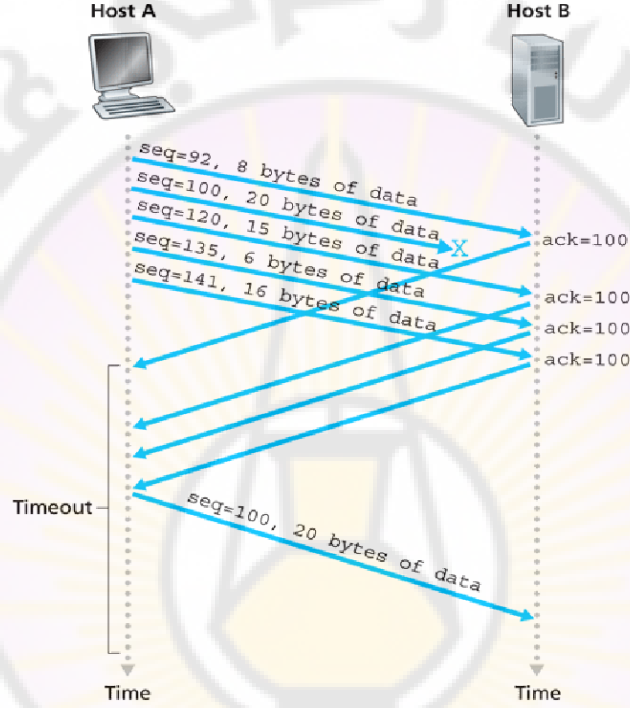 Host A
Host B
seq=92, 8 bytes of data
seq=100, 20 bytes of data
X
seq=120, 15 bytes of data
seq=135, 6 bytes of data
seq=141, 16 bytes of data
ack=100
ack=100
ack=100
ack=100
Timeout
seq=100, 20 bytes of data
Time
Time